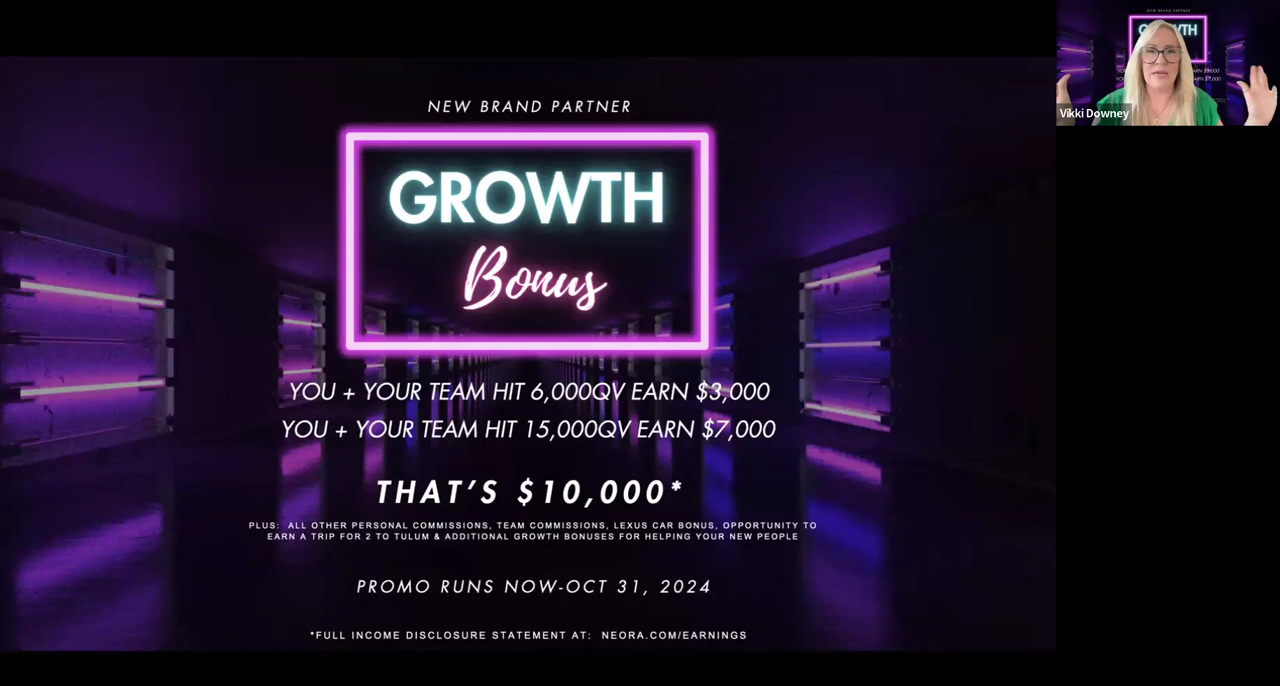 NEW BRAND PARTNER
GROWTH
Bonus
YOU + YOUR TEAM HIT 6,000QV EARN $3,000
YOU + YOUR TEAM HIT 15,000QV EARN $7,000
THAT'S $10,000*
PLUS: ALL OTHER PERSONAL COMMISSIONS, TEAM COMMISSIONS, LEXUS CAR BONUS, OPPORTUNITY TO
EARN A TRIP FOR 2 TO TULUM & ADDITIONAL GROWTH BONUSES FOR HELPING YOUR NEW PEOPLE
PROMO RUNS NOW-OCT 31, 2024
*FULL INCOME DISCLOSURE STATEMENT AT: NEORA.COM/EARNINGS
NEW BRAND PARTNER
Vikki Downey